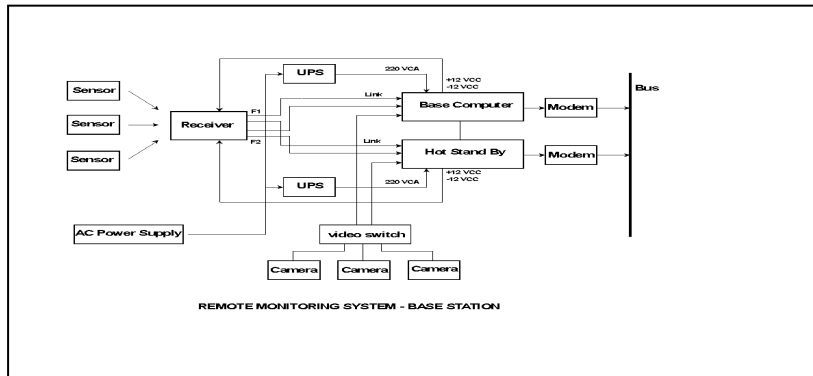 UPS
220 VCA
+12 VCC
-12 VCC
Bus
Sensor
Link
Base Computer
Modem
F1
Sensor
Receiver
F2
Link
Hot Stand By
Modem
Sensor
+12 VCC
-12 VCC
UPS
220 VCA
AC Power Supply
video switch
Camera
Camera
Camera
REMOTE MONITORING SYSTEM - BASE STATION